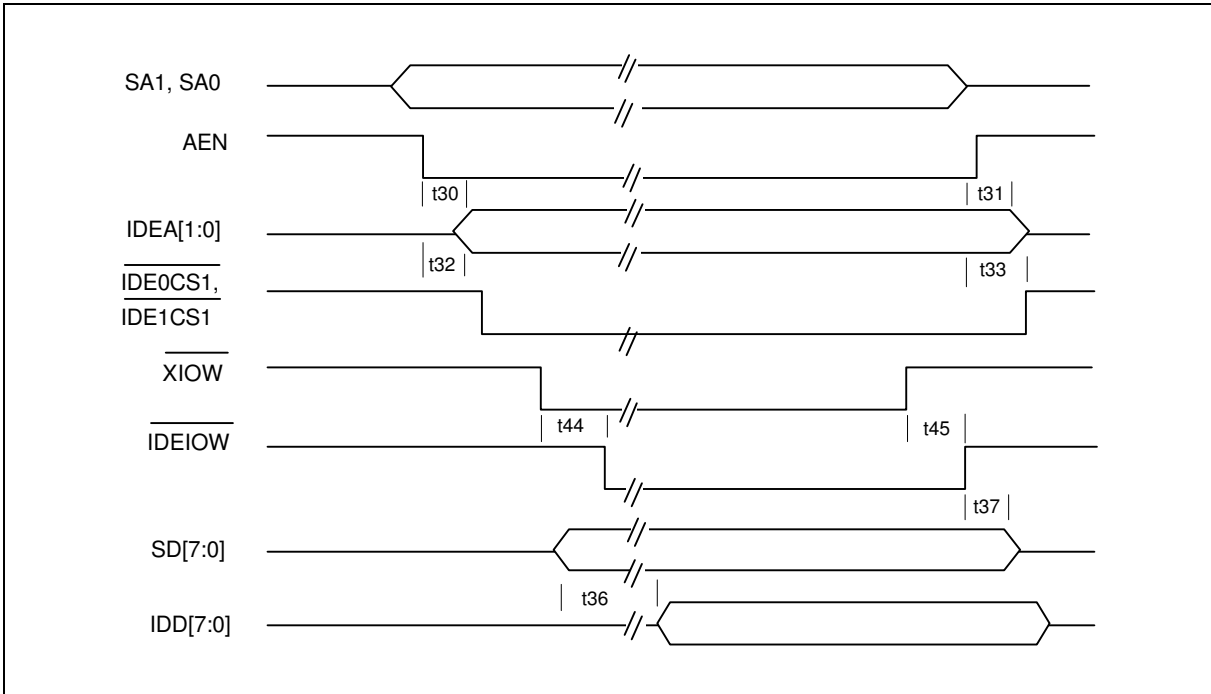 SA1, SA0
AEN
t30
t31
IDEA[1:0]
t32
t33
IDE0CS1,
IDE1CS1
XIOW
t44
t45
IDEIOW
t37
SD[7:0]
t36
IDD[7:0]